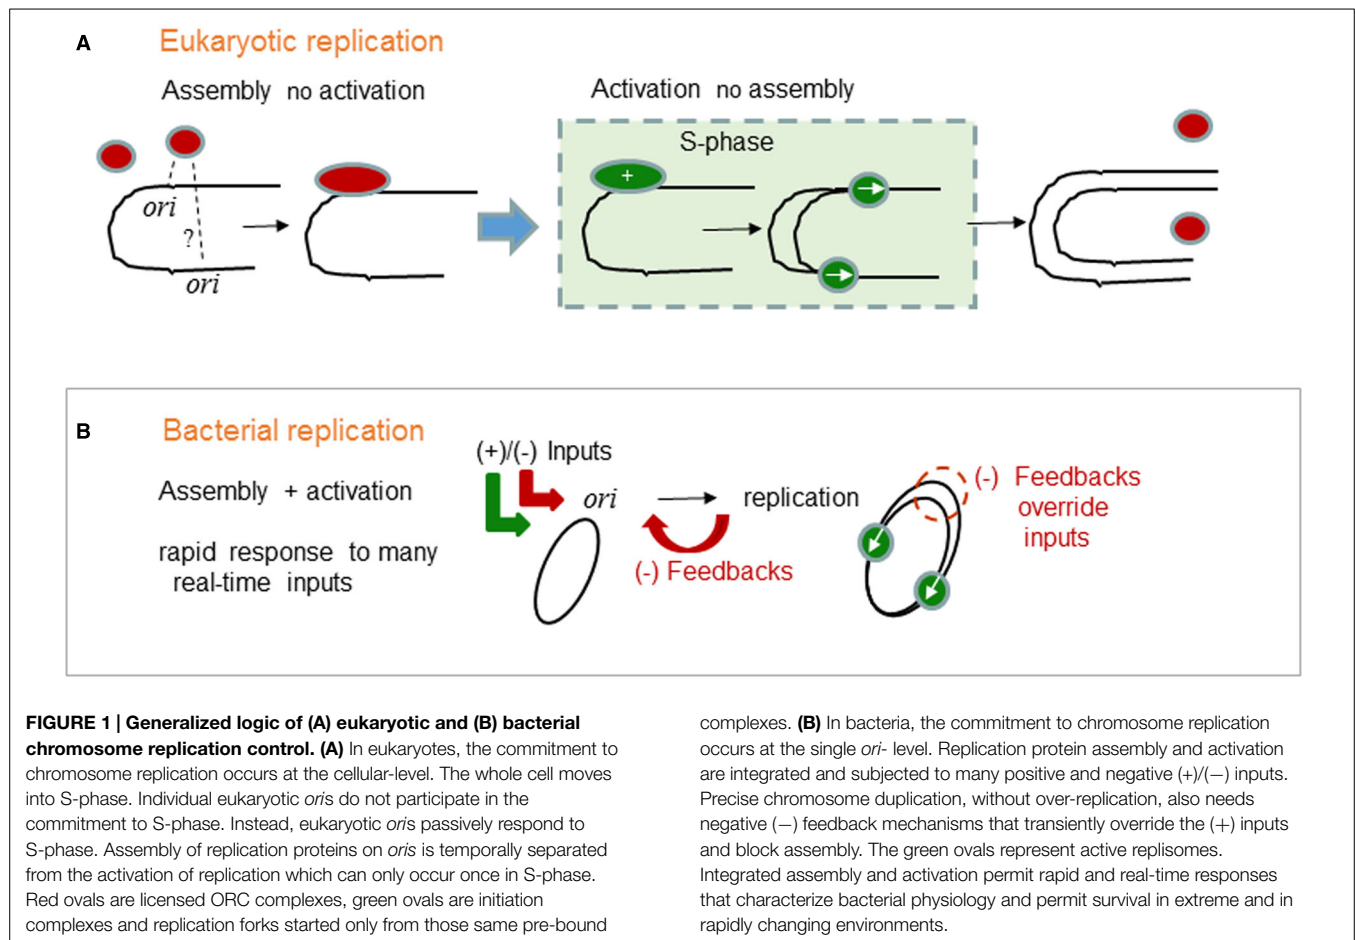 A
Eukaryotic replication
Assembly no activation
Activation no assembly
S-phase
+
ori
?
ori
B
Bacterial replication
(+)/(-) Inputs
Assembly + activation
ori
replication
(-) Feedbacks
override
inputs
rapid response to many
real-time inputs
(-) Feedbacks
FIGURE 1 | Generalized logic of (A) eukaryotic and (B) bacterial
chromosome replication control. (A) In eukaryotes, the commitment to
chromosome replication occurs at the cellular-level. The whole cell moves
into S-phase. Individual eukaryotic oris do not participate in the
commitment to S-phase. Instead, eukaryotic oris passively respond to
S-phase. Assembly of replication proteins on oris is temporally separated
from the activation of replication which can only occur once in S-phase.
Red ovals are licensed ORC complexes, green ovals are initiation
complexes and replication forks started only from those same pre-bound
complexes. (B) In bacteria, the commitment to chromosome replication
occurs at the single ori- level. Replication protein assembly and activation
are integrated and subjected to many positive and negative (+)/(−) inputs.
Precise chromosome duplication, without over-replication, also needs
negative (−) feedback mechanisms that transiently override the (+) inputs
and block assembly. The green ovals represent active replisomes.
Integrated assembly and activation permit rapid and real-time responses
that characterize bacterial physiology and permit survival in extreme and in
rapidly changing environments.